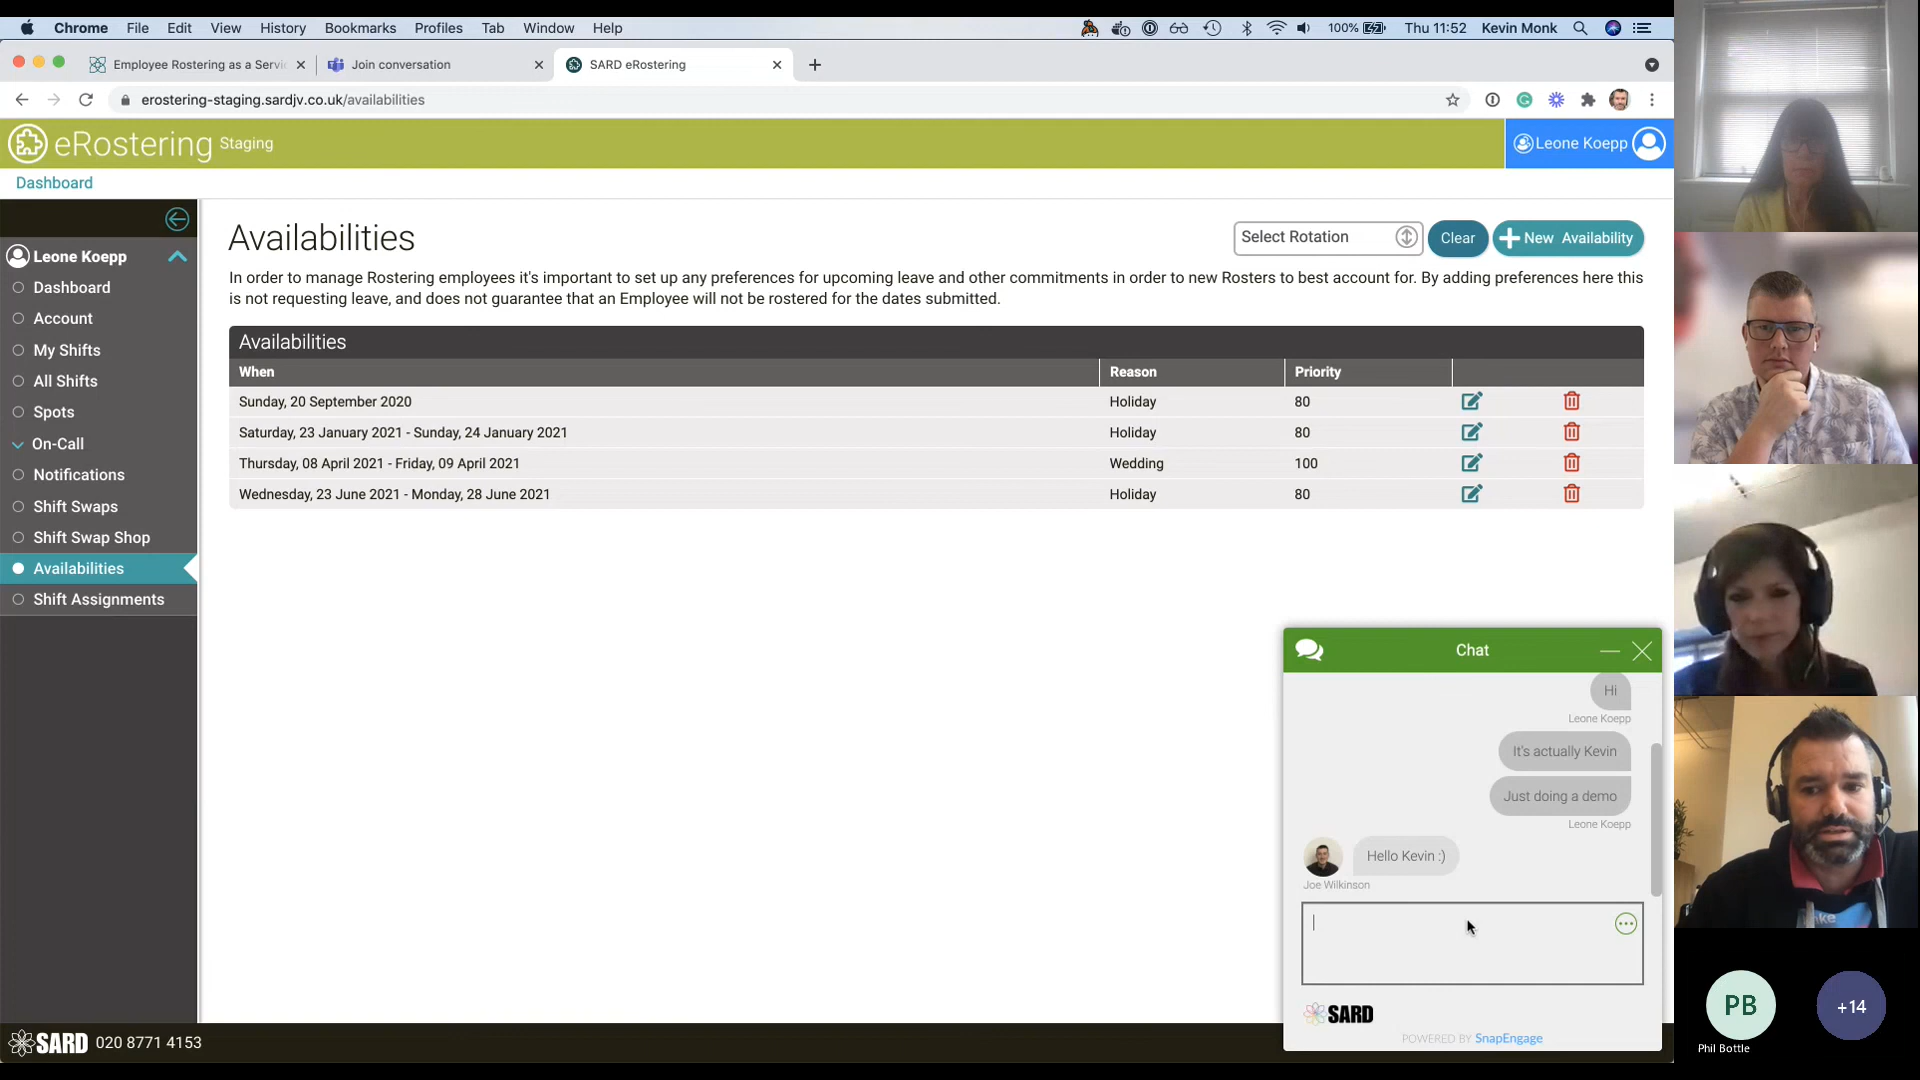 Chrome File Edit View History Bookmarks Profiles Tab Window Help 100% Thu 11:52 Kevin Monk
Employee Rostering as a Servi
Join conversation
SARD eRostering
erostering-staging.sardjv.co.uk/availabilities
eRostering Staging
Leone Koepp
Dashboard
Leone Koepp
Dashboard
Account
My Shifts
All Shifts
Spots
On-Call
Notifications
Shift Swaps
Shift Swap Shop
Availabilities
Shift Assignments
Availabilities
Select Rotation
Clear
New Availability
In order to manage Rostering employees it's important to set up any preferences for upcoming leave and other commitments in order to new Rosters to best account for. By adding preferences here this
is not requesting leave, and does not guarantee that an Employee will not be rostered for the dates submitted.
Availabilities
When Reason Priority
Sunday, 20 September 2020 Holiday 80
Saturday, 23 January 2021 - Sunday, 24 January 2021 Holiday 80
Thursday, 08 April 2021 - Friday, 09 April 2021 Wedding 100
Wednesday, 23 June 2021 - Monday, 28 June 2021 Holiday 80
Chat
Hi
Leone Koepp
It's actually Kevin
Just doing a demo
Leone Koepp
Hello Kevin :)
Joe Wilkinson
SARD
POWERED BY SnapEngage
SARD 020 8771 4153
PB
Phil Bottle
+14